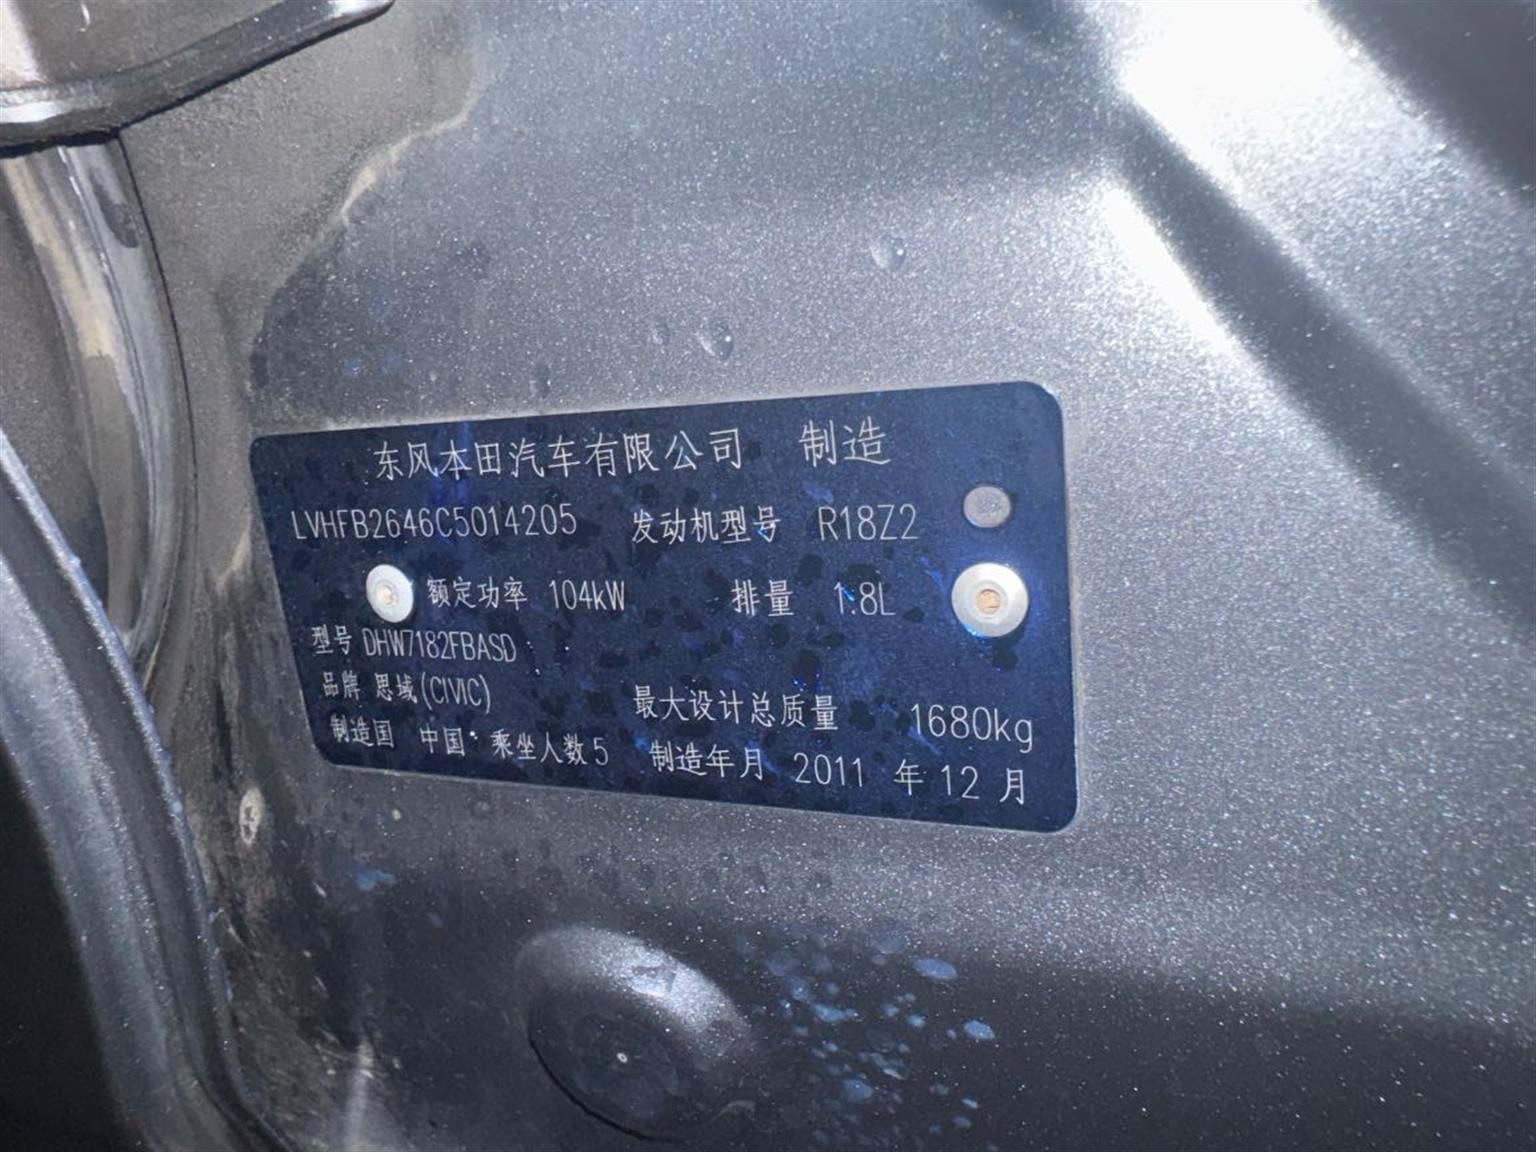 东风本田汽车有限公司 制造
LVHFB2646C5014205 发动机型号 R18Z2
额定功率 104kW 排量 1.8L
型号 DHW7182FBASD
品牌 思域(CIVIC) 最大设计总质量 1680kg
制造国 中国 乘坐人数 5 制造年月 2011 年 12 月